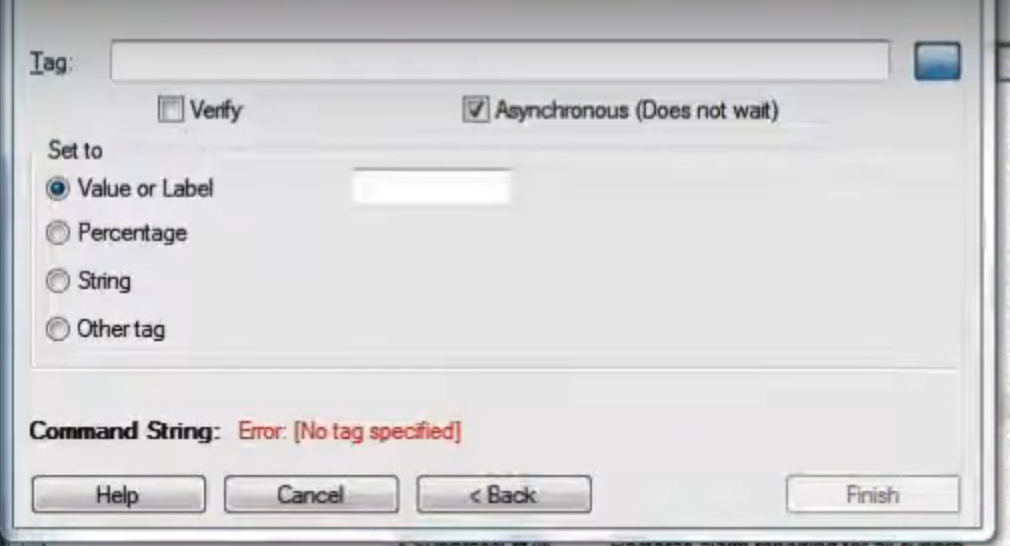 Tag:
Verify
Asynchronous (Does not wait)
Set to
Value or Label
Percentage
String
Other tag
Command String: Error: [No tag specified]
Help
Cancel
< Back
Finish